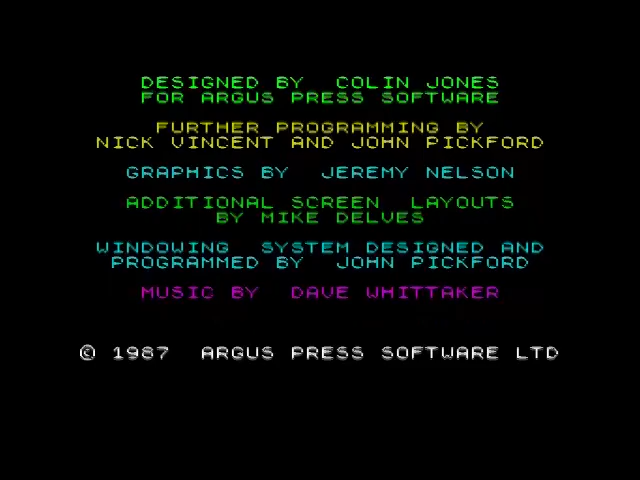 DESIGNED BY  COLIN JONES
FOR ARGUS PRESS SOFTWARE
FURTHER PROGRAMMING BY
NICK VINCENT AND JOHN PICKFORD
GRAPHICS BY  JEREMY NELSON
ADDITIONAL SCREEN  LAYOUTS
BY MIKE DELVES
WINDOWING  SYSTEM DESIGNED AND
PROGRAMMED BY  JOHN PICKFORD
MUSIC BY  DAVE WHITTAKER
© 1987  ARGUS PRESS SOFTWARE LTD